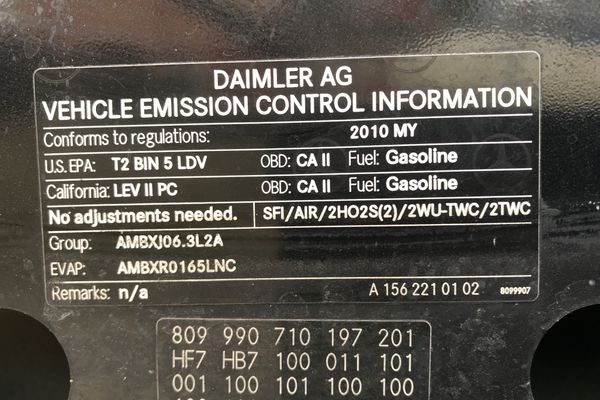 DAIMLER AG
VEHICLE EMISSION CONTROL INFORMATION
Conforms to regulations: 2010 MY
U.S. EPA: T2 BIN 5 LDV OBD: CA II Fuel: Gasoline
California: LEV II PC OBD: CA II Fuel: Gasoline
No adjustments needed. SFI/AIR/2HO2S(2)/2WU-TWC/2TWC
Group: AMBXJ06.3L2A
EVAP: AMBXR0165LNC
Remarks: n/a A 156 221 01 02 8099907
809 990 710 197 201
HF7 HB7 100 011 101
001 100 101 100 100